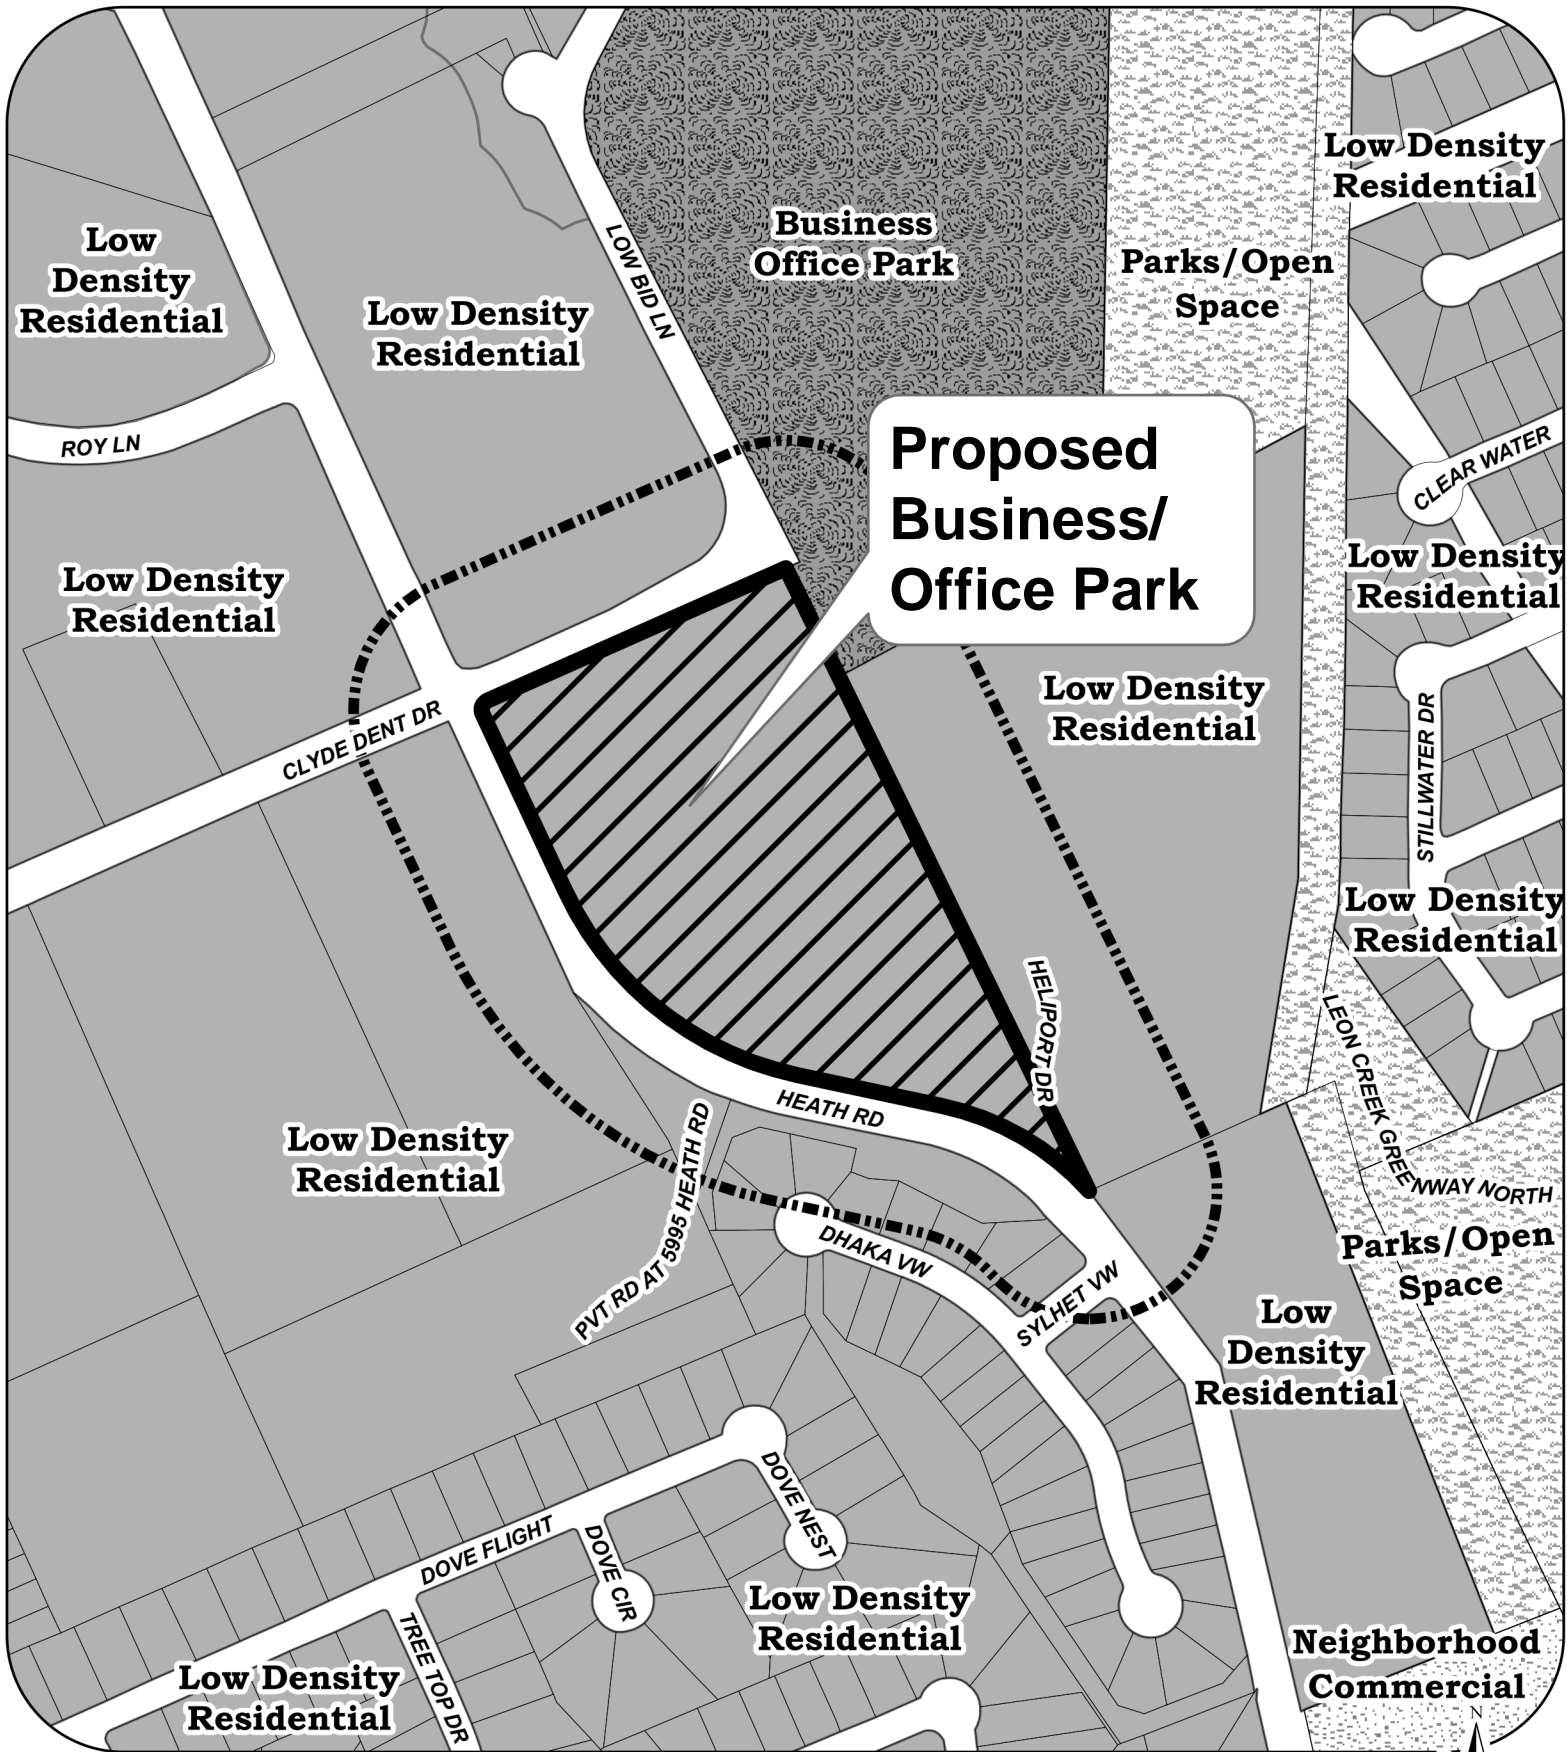 Low Density
Residential
Low
Density
Residential
Business
Office Park
Parks/Open
Space
LOW BID LN
Low Density
Residential
ROY LN
Proposed
Business/
Office Park
CLEAR WATER
Low Density
Residential
Low Density
Residential
Low Density
Residential
CLYDE DENT DR
STILLWATER DR
Low Density
Residential
HELIPORT DR
LEON CREEK GREENWAY NORTH
HEATH RD
PVT RD AT 5995 HEATH RD
Low Density
Residential
DHAKA VW
SYLHET VW
Parks/Open
Space
Low
Density
Residential
DOVE NEST
DOVE FLIGHT
DOVE CIR
TREE TOP DR
Low Density
Residential
Low Density
Residential
Neighborhood
Commercial
N